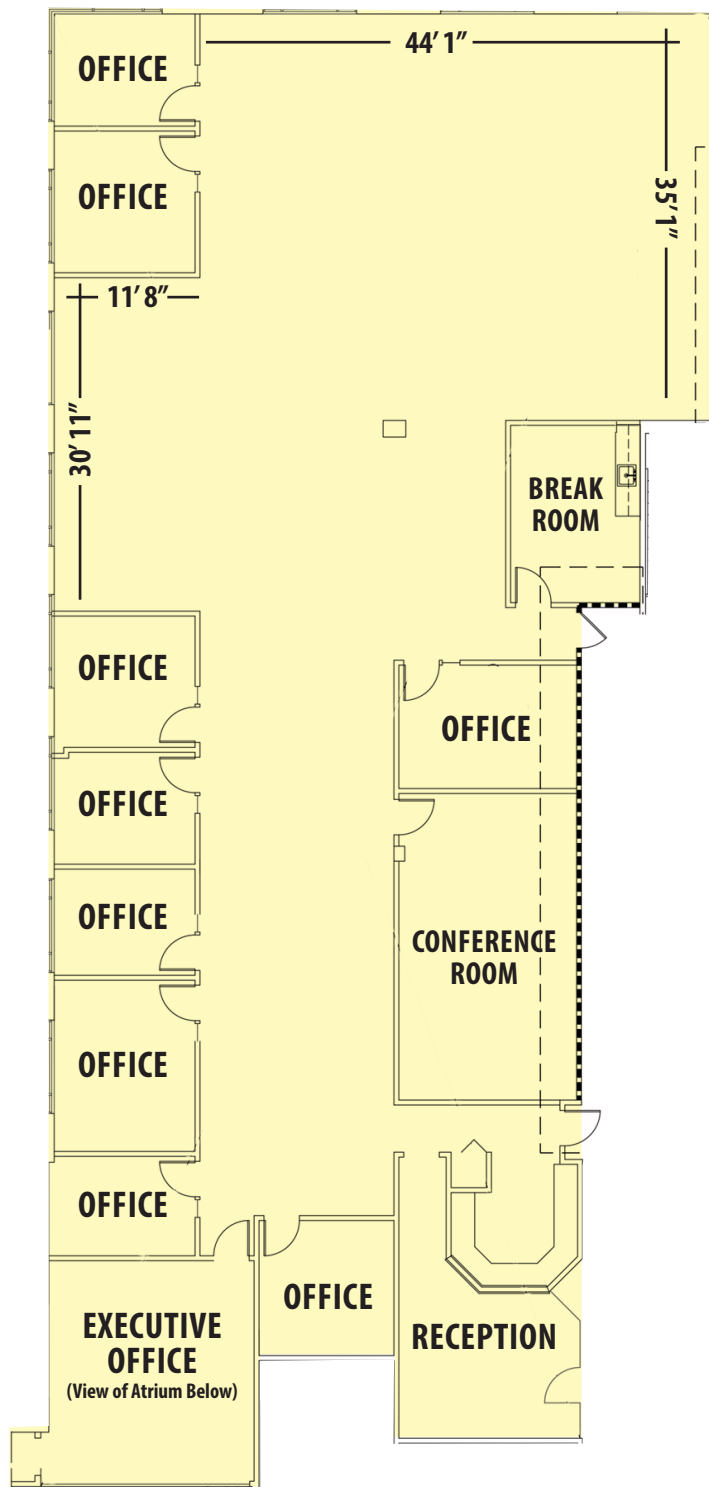 OFFICE
44' 1"
OFFICE
35' 1"
11' 8"
30' 11"
BREAK
ROOM
OFFICE
OFFICE
OFFICE
OFFICE
CONFERENCE
ROOM
OFFICE
OFFICE
OFFICE
EXECUTIVE
OFFICE
(View of Atrium Below)
RECEPTION